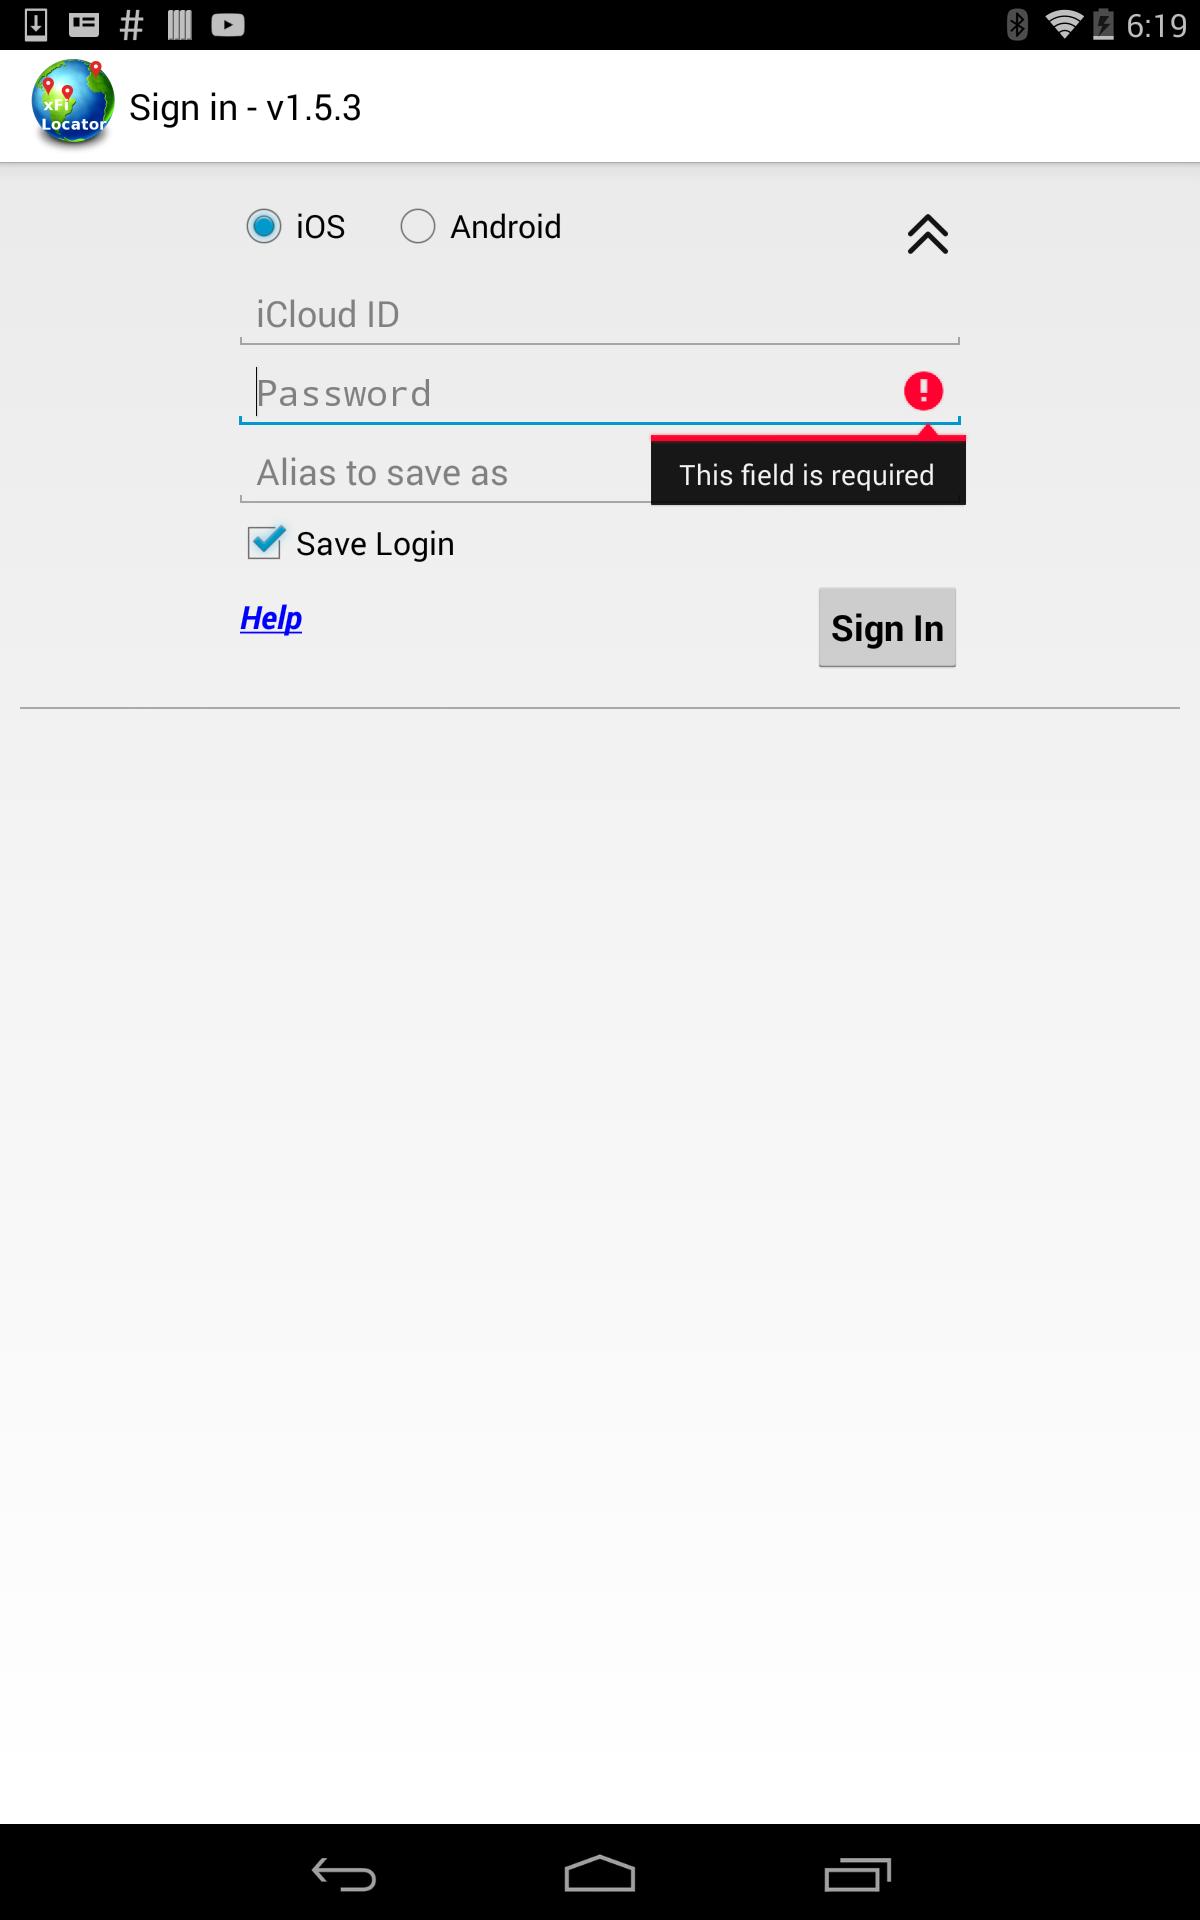 6:19
xFi
Locator
Sign in - v1.5.3
iOS
Android
iCloud ID
Password
Alias to save as
This field is required
Save Login
Help
Sign In